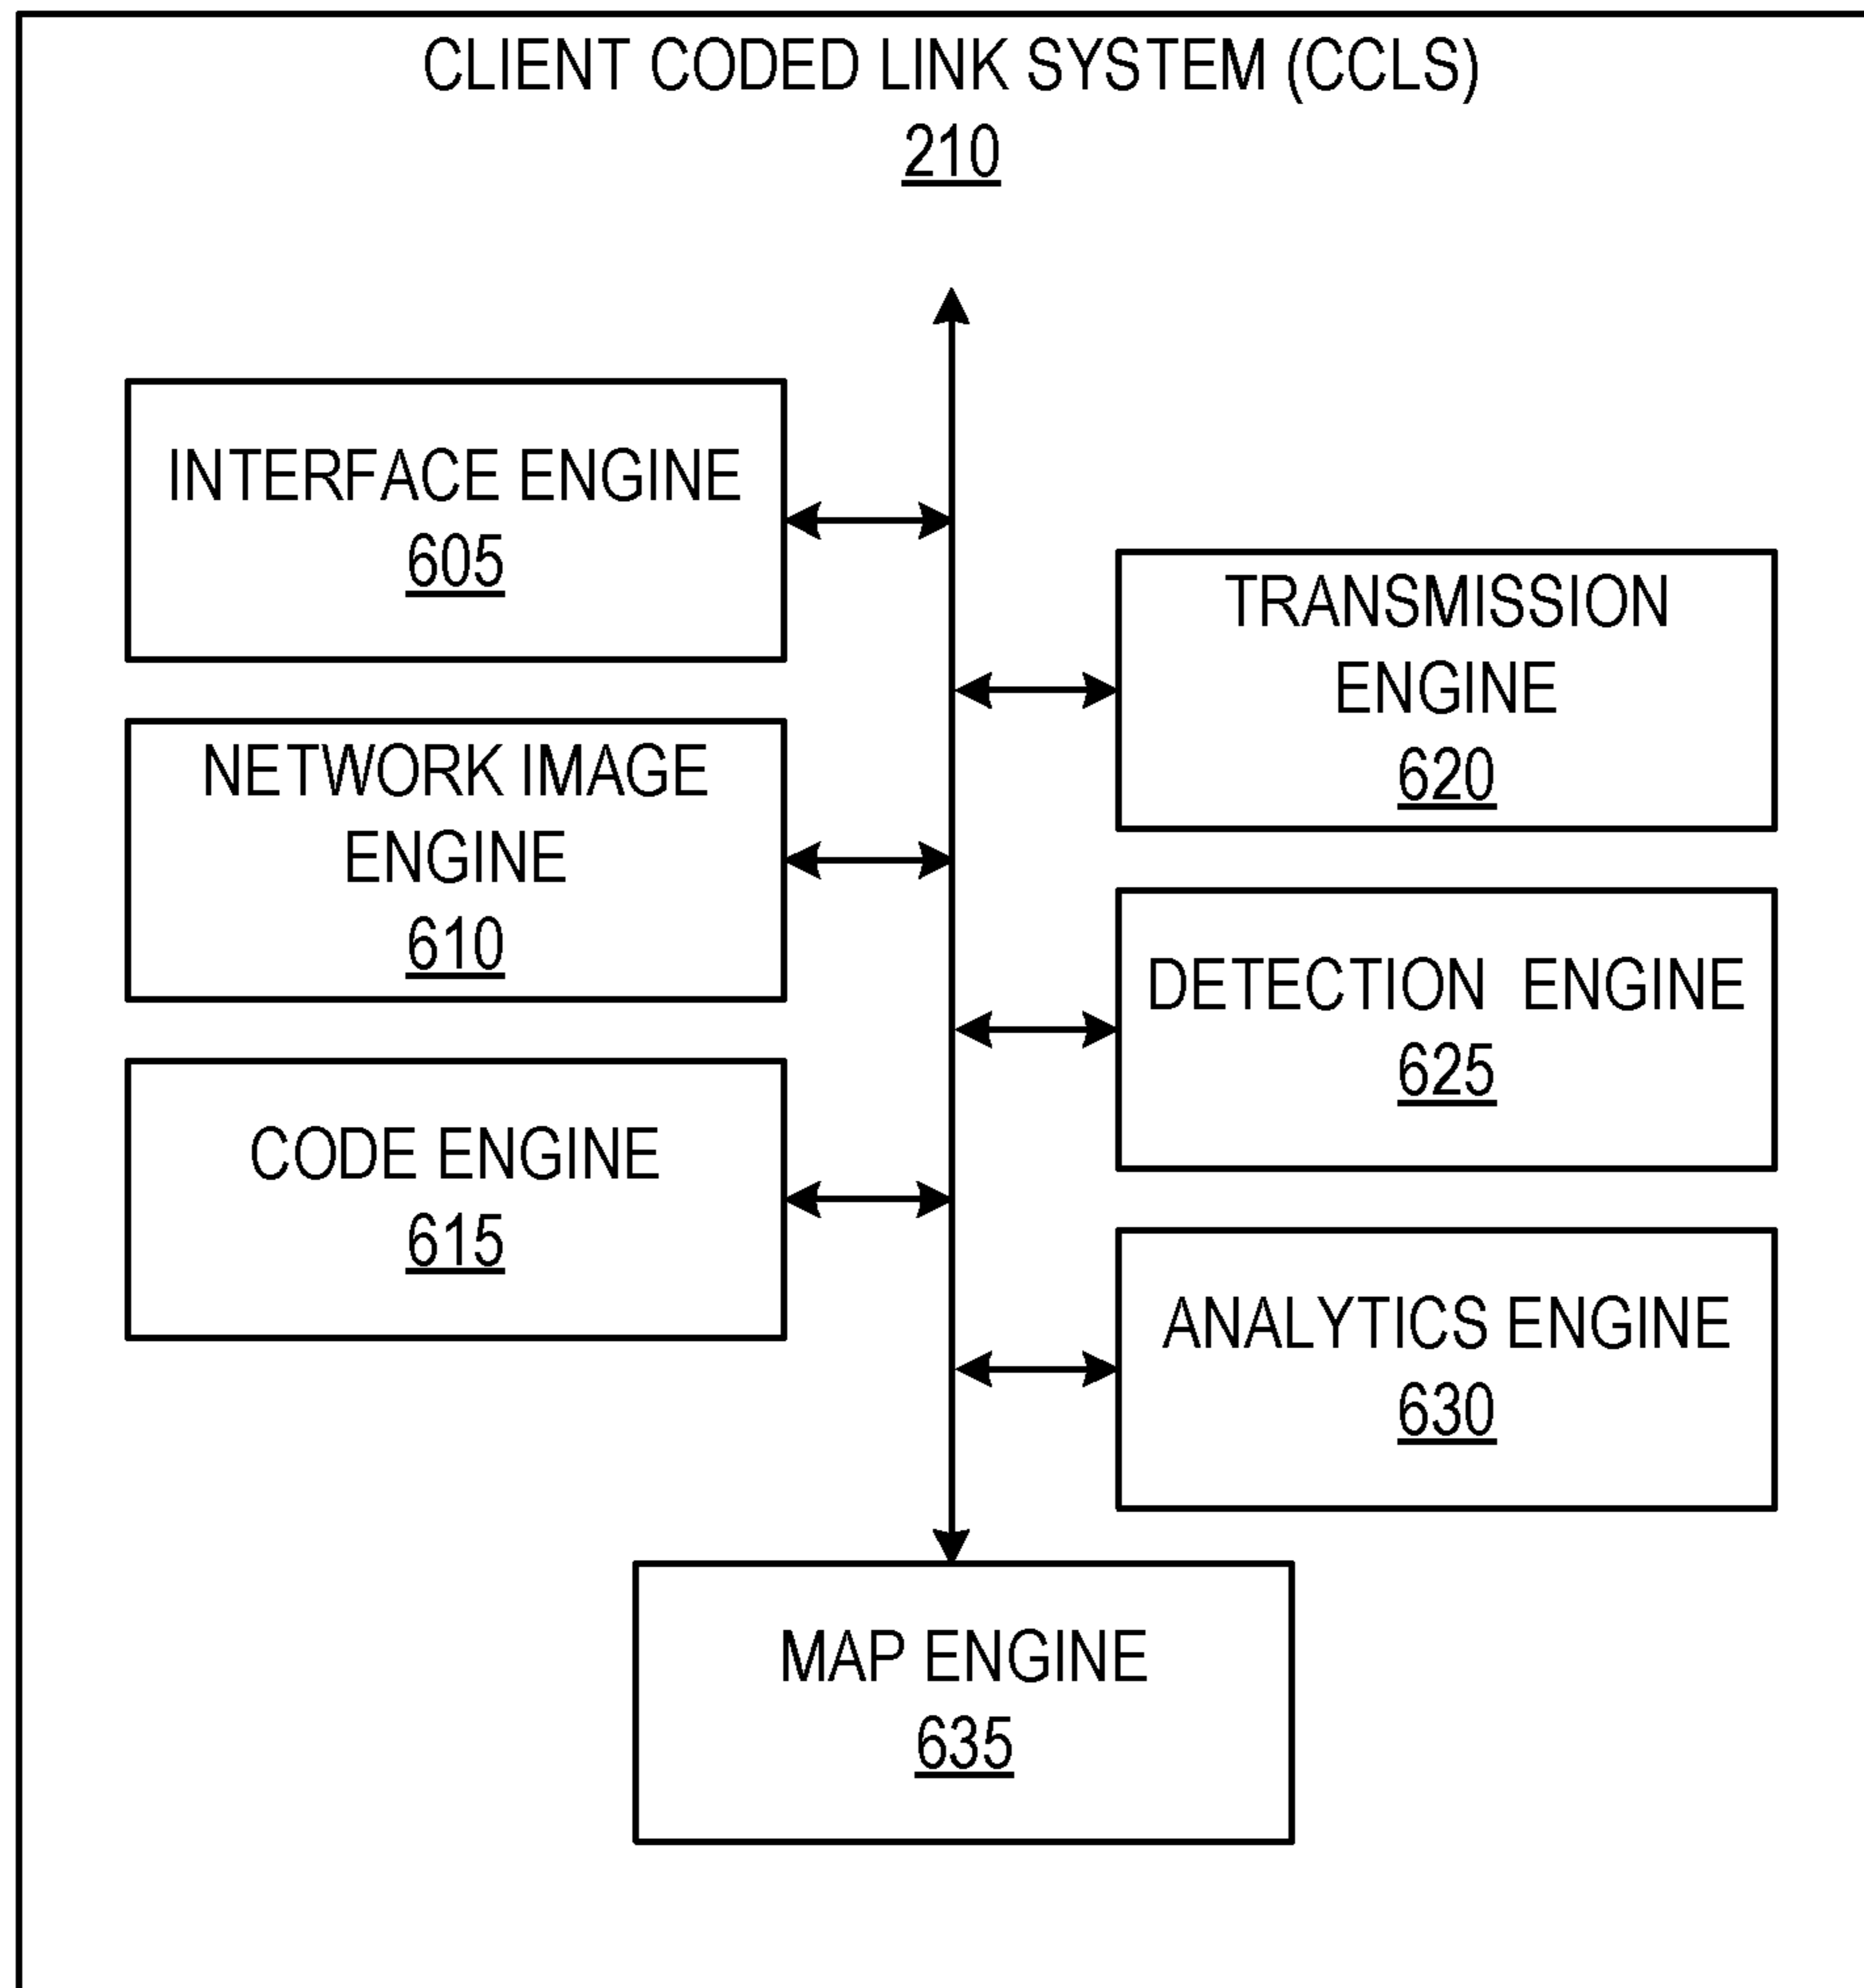 CLIENT CODED LINK SYSTEM (CCLS)
210
INTERFACE ENGINE
605
NETWORK IMAGE
ENGINE
610
CODE ENGINE
615
TRANSMISSION
ENGINE
620
DETECTION ENGINE
625
ANALYTICS ENGINE
630
MAP ENGINE
635